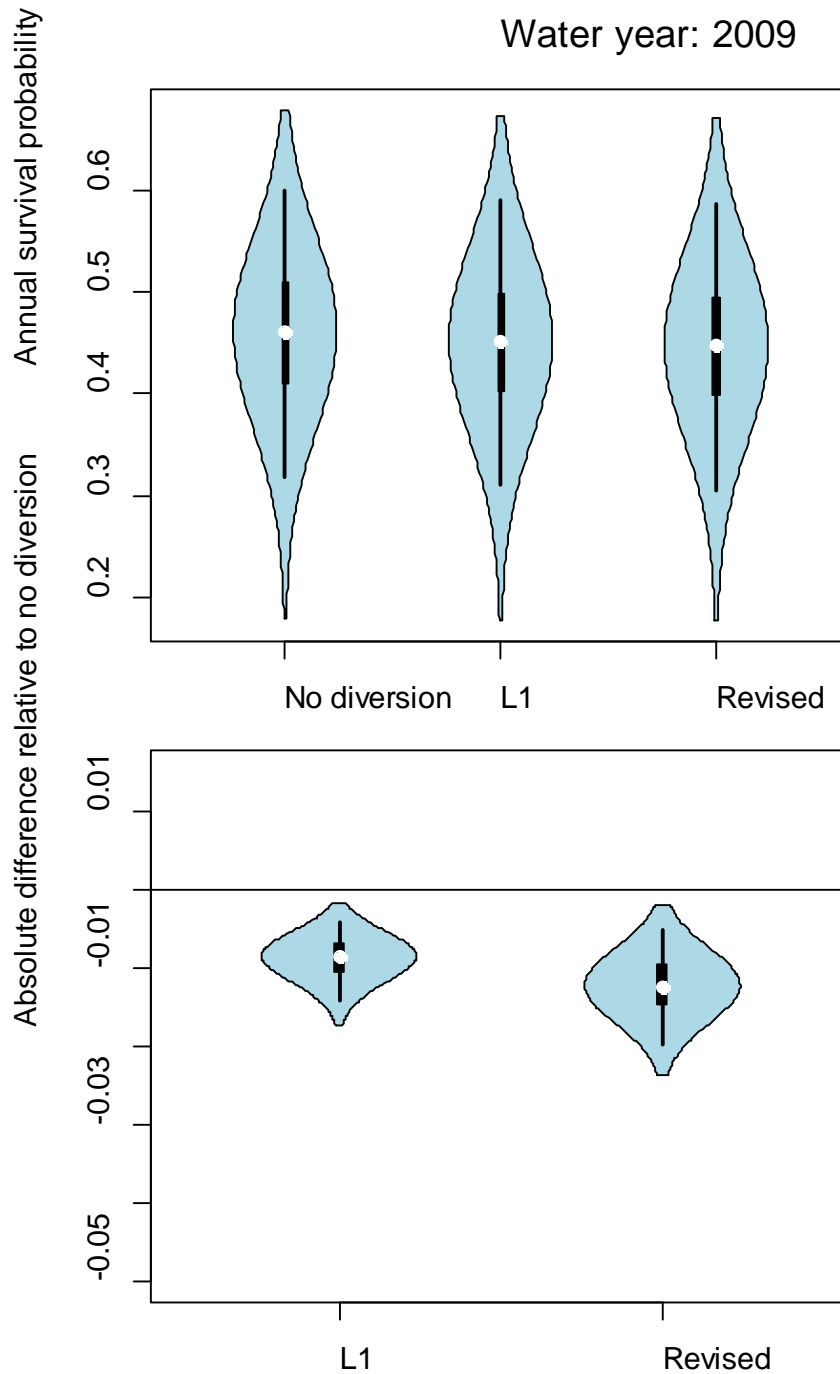 Water year: 2009
Annual survival probability
0.6
0.5
0.4
0.3
0.2
No diversion L1 Revised
Absolute difference relative to no diversion
0.01
-0.01
-0.03
-0.05
L1 Revised